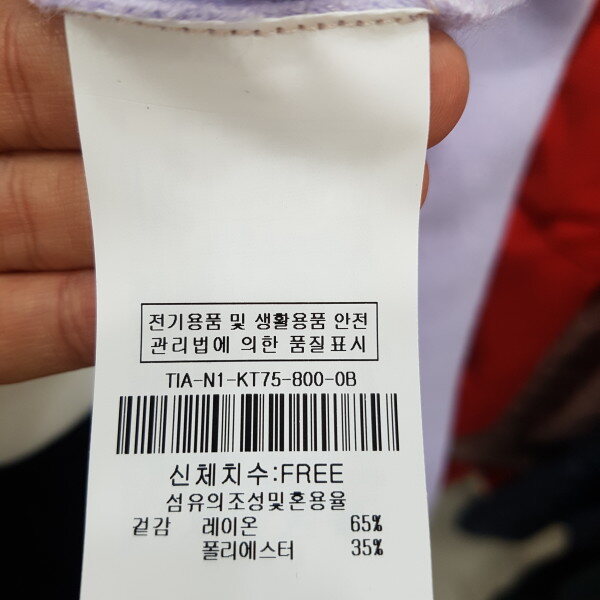 전기용품 및 생활용품 안전
관리법에 의한 품질표시
TIA-N1-KT75-800-0B
신체치수:FREE
섬유의조성및혼용율
겉감 레이온 65%
폴리에스터 35%